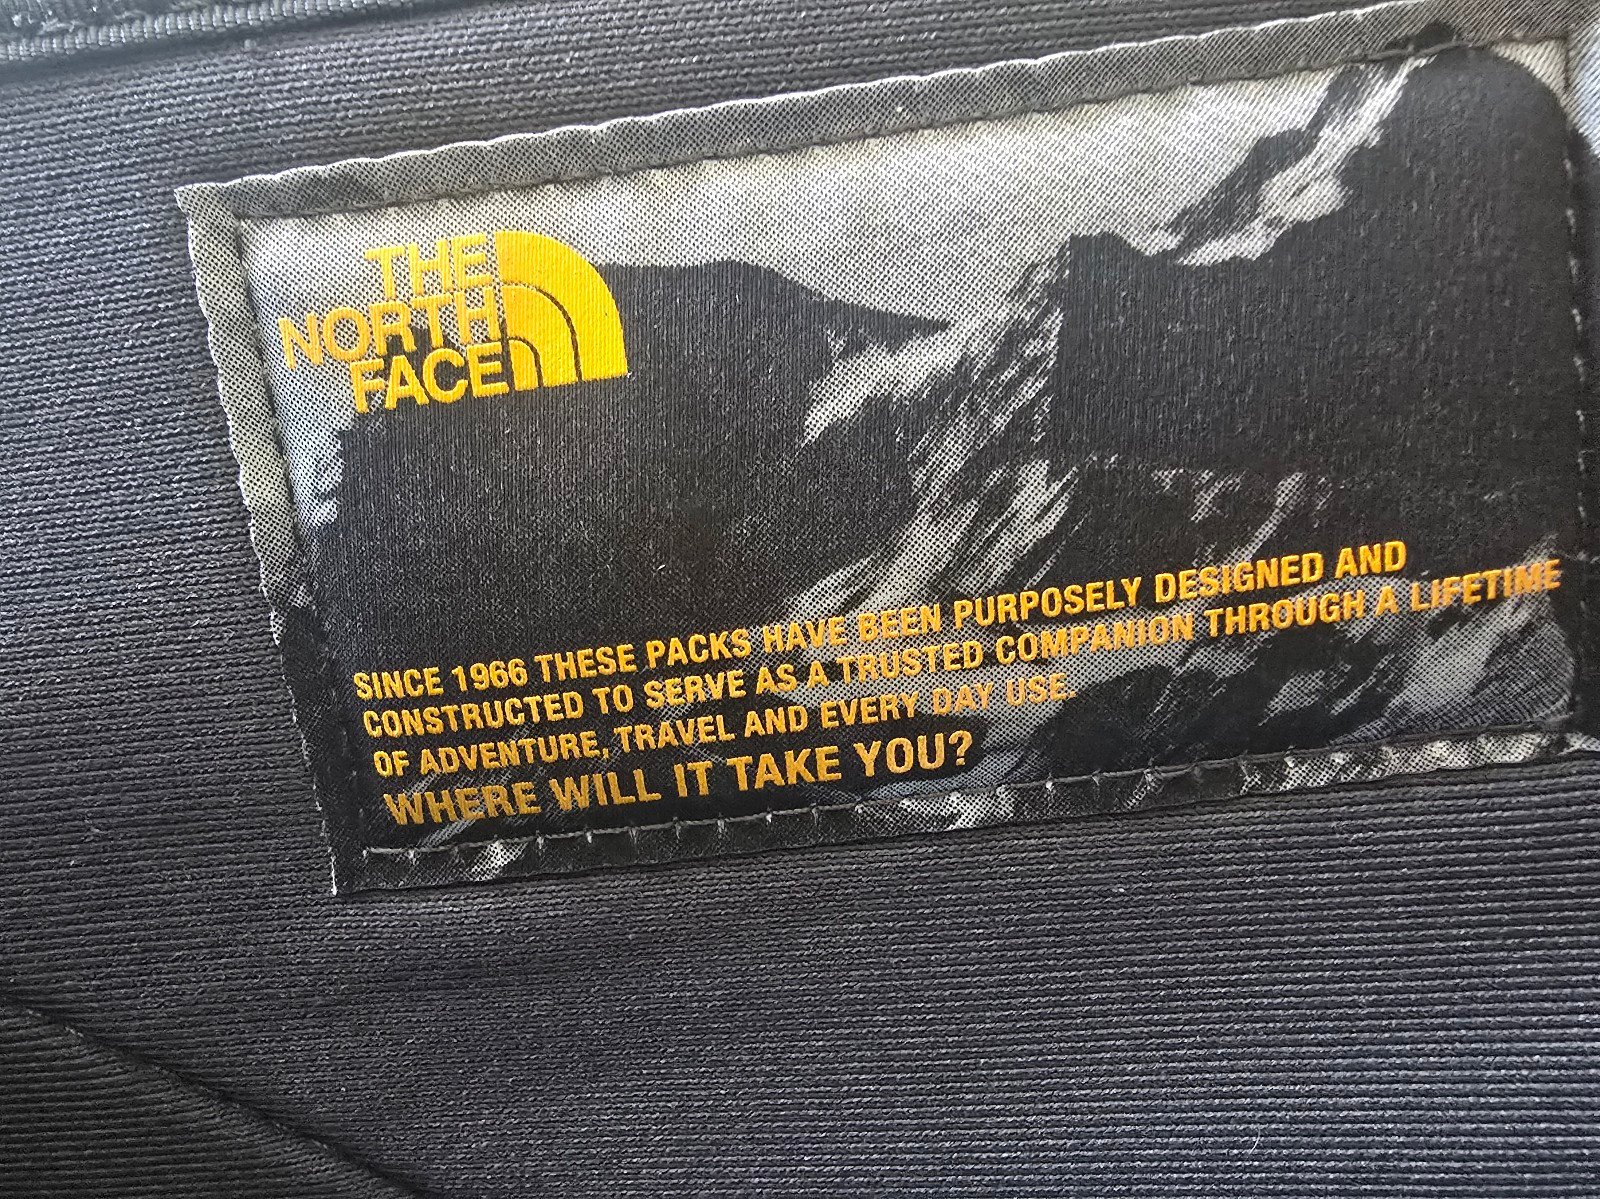 THE
NORTH
FACE
SINCE 1966 THESE PACKS HAVE BEEN PURPOSELY DESIGNED AND
CONSTRUCTED TO SERVE AS A TRUSTED COMPANION THROUGH A LIFETIME
OF ADVENTURE, TRAVEL AND EVERY DAY USE.
WHERE WILL IT TAKE YOU?